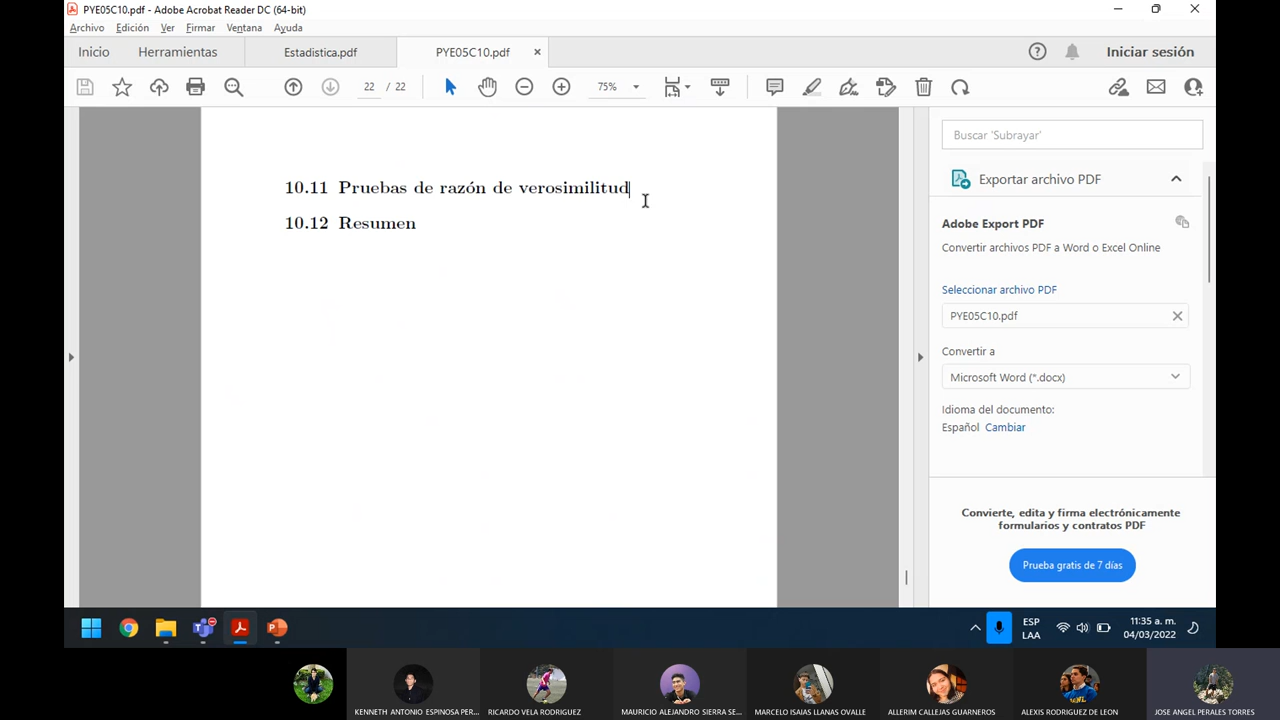 PYE05C10.pdf - Adobe Acrobat Reader DC (64-bit)
Archivo Edición Ver Firmar Ventana Ayuda
Inicio Herramientas Estadistica.pdf PYE05C10.pdf Iniciar sesión
22 / 22 75%
10.11 Pruebas de razón de verosimilitud
10.12 Resumen
Buscar 'Subrayar'
Exportar archivo PDF
Adobe Export PDF
Convertir archivos PDF a Word o Excel Online
Seleccionar archivo PDF
PYE05C10.pdf
Convertir a
Microsoft Word (*.docx)
Idioma del documento:
Español Cambiar
Convierte, edita y firma electrónicamente
formularios y contratos PDF
Prueba gratis de 7 días
ESP
LAA
11:35 a. m.
04/03/2022
KENNETH ANTONIO ESPINOSA PER... RICARDO VELA RODRIGUEZ MAURICIO ALEJANDRO SIERRA SE... MARCELO ISAIAS LLANAS OVALLE ALLERIM CALLEJAS GUARNEROS ALEXIS RODRIGUEZ DE LEON JOSE ANGEL PERALES TORRES